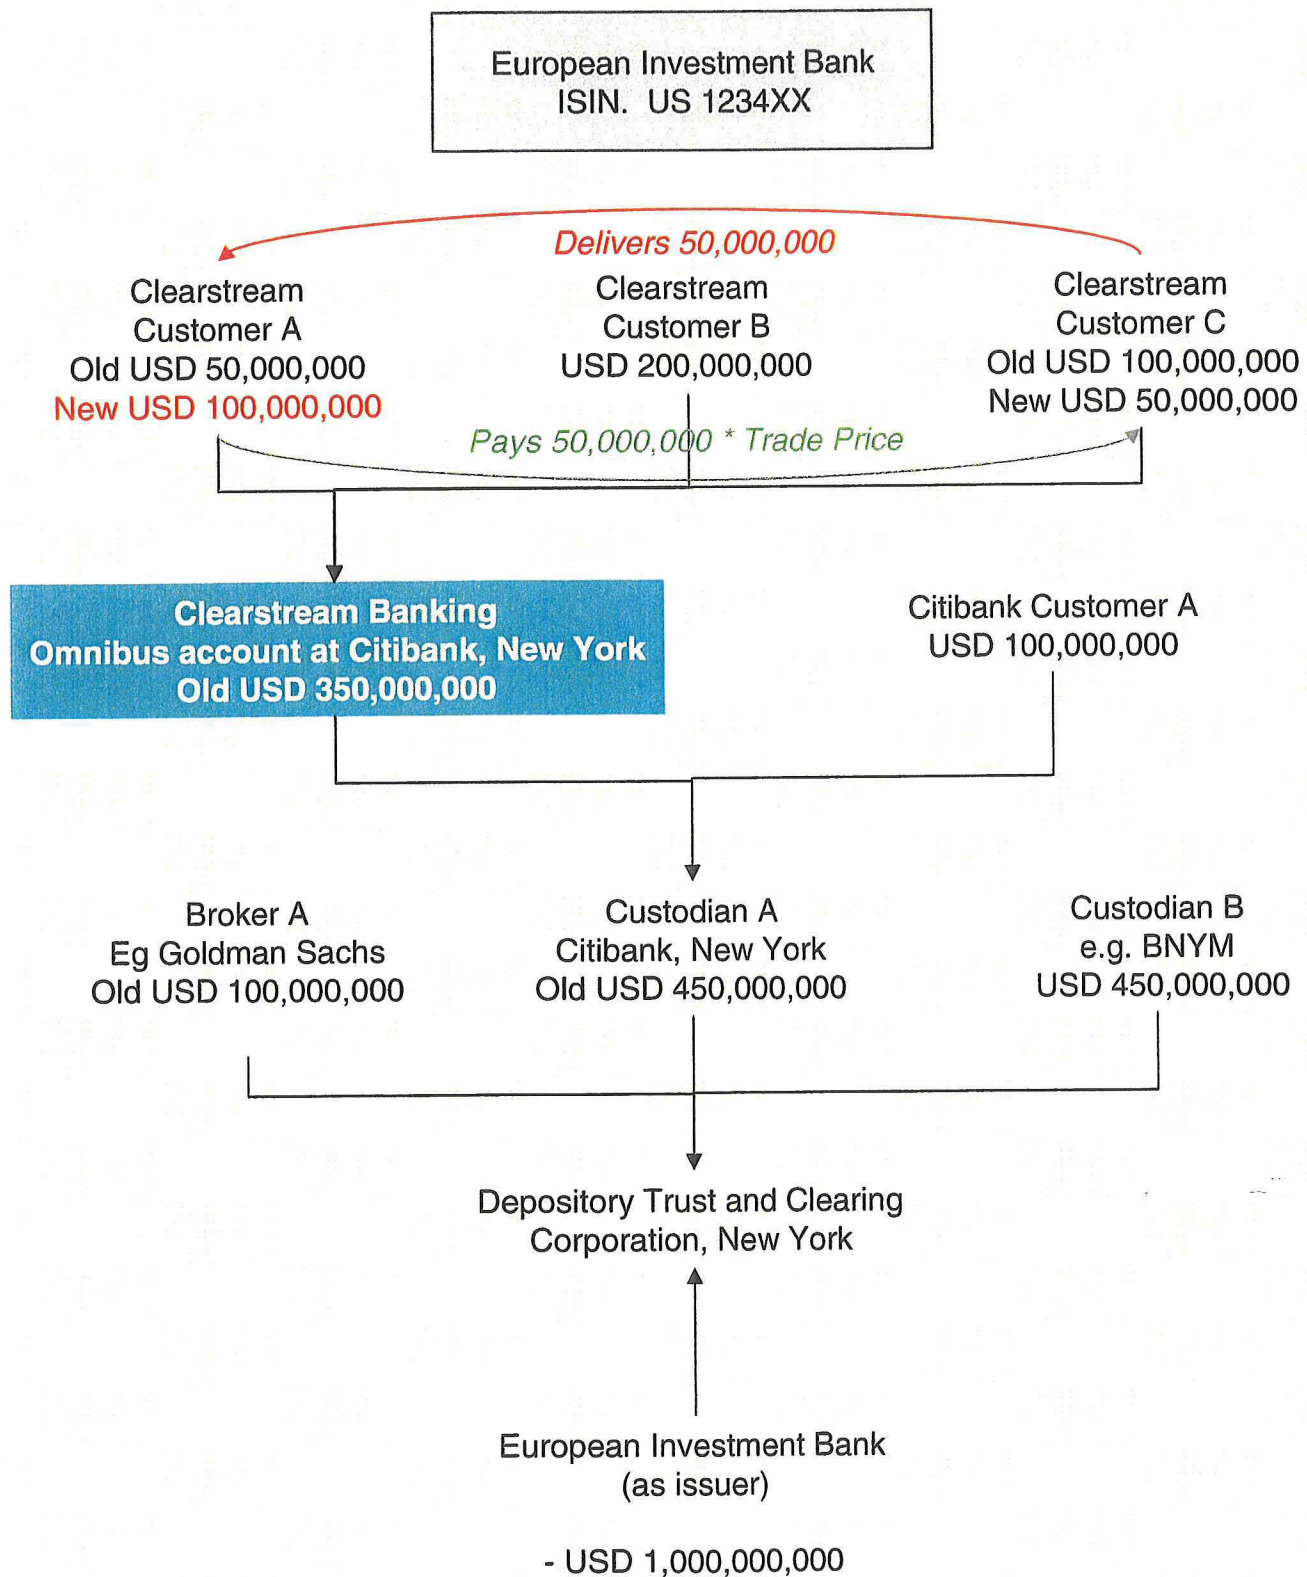 European Investment Bank
ISIN. US 1234XX
Delivers 50,000,000
Clearstream
Customer A
Old USD 50,000,000
New USD 100,000,000
Clearstream
Customer B
USD 200,000,000
Clearstream
Customer C
Old USD 100,000,000
New USD 50,000,000
Pays 50,000,000 * Trade Price
Clearstream Banking
Omnibus account at Citibank, New York
Old USD 350,000,000
Citibank Customer A
USD 100,000,000
Broker A
Eg Goldman Sachs
Old USD 100,000,000
Custodian A
Citibank, New York
Old USD 450,000,000
Custodian B
e.g. BNYM
USD 450,000,000
Depository Trust and Clearing
Corporation, New York
European Investment Bank
(as issuer)
- USD 1,000,000,000